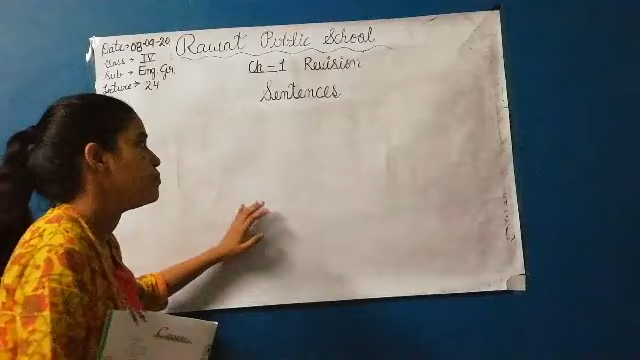 Date → 08-09-20
Class → IV
Sub → Eng. Gr.
Lecture → 24
Rawat Public School
Ch = 1 Revision
Sentences